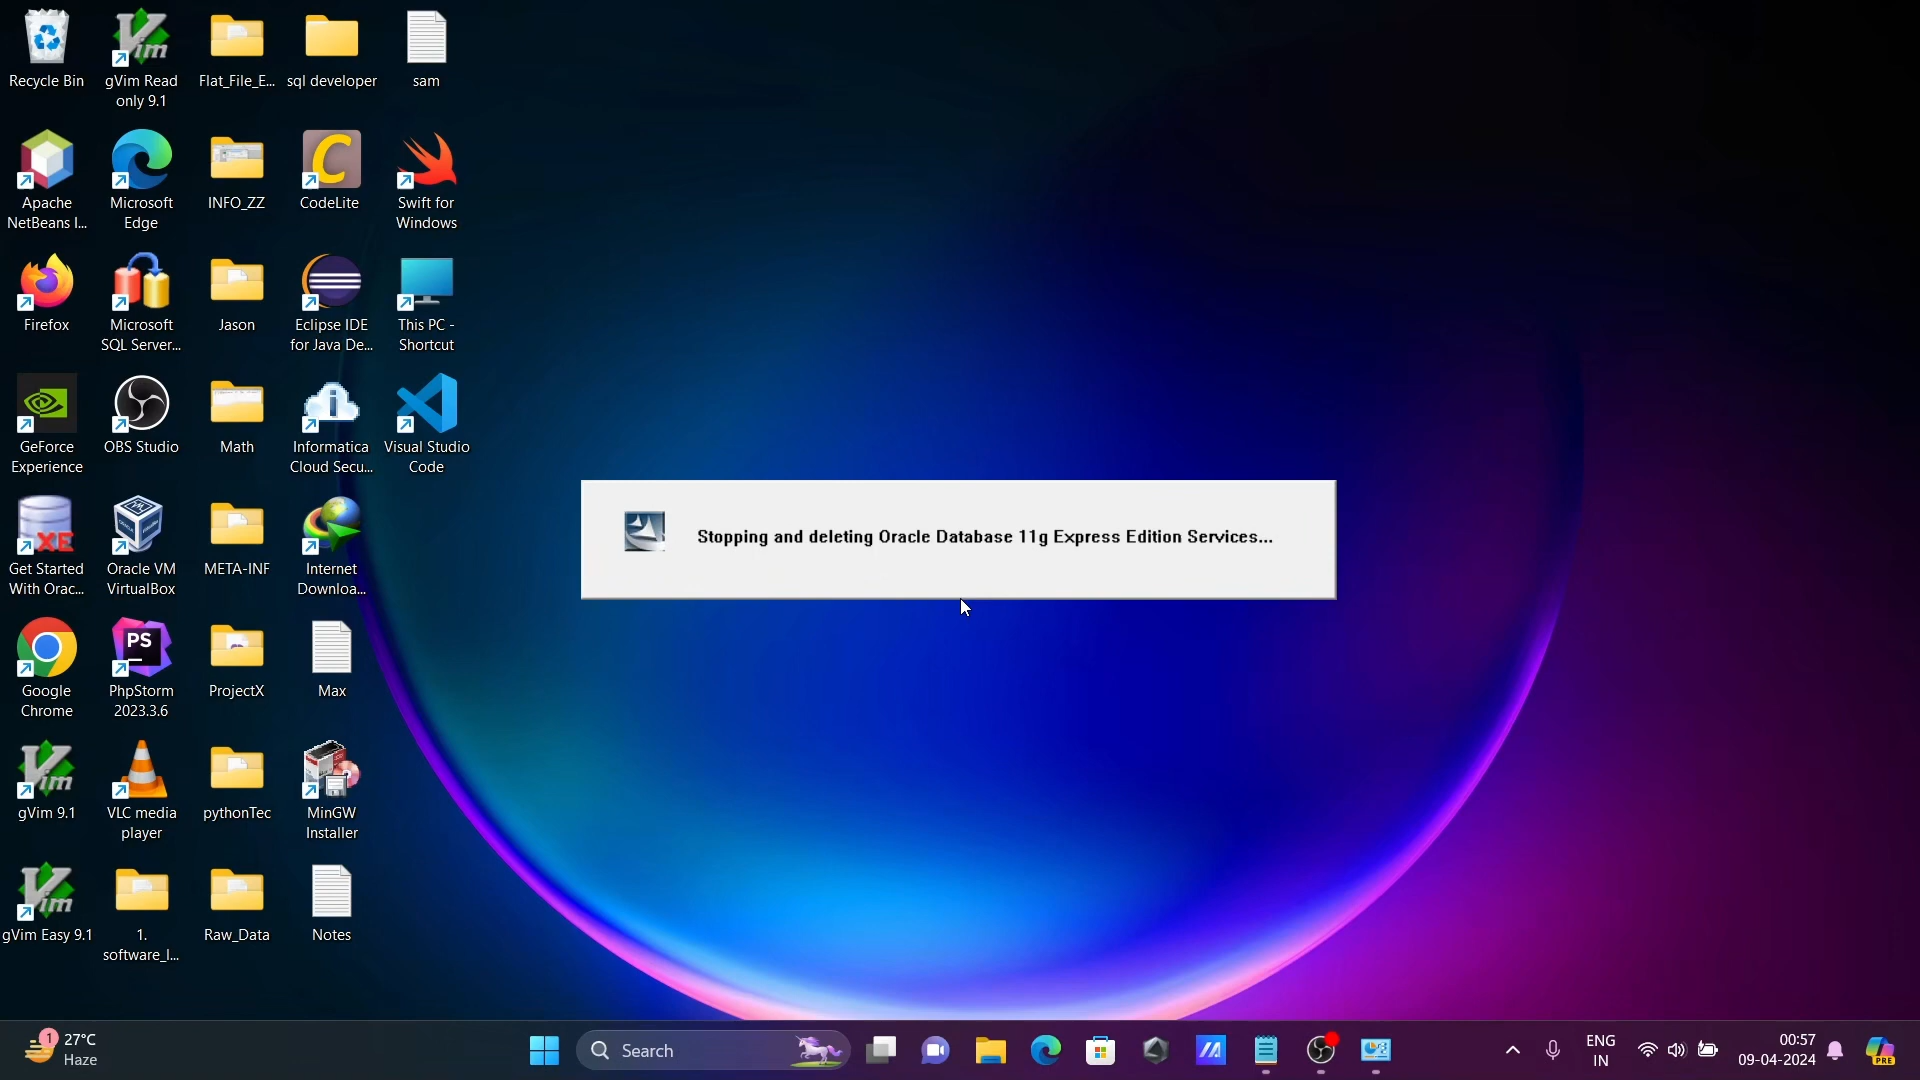 Recycle Bin
gVim Read
only 9.1
Flat_File_E...
sql developer
sam
Apache
NetBeans I...
Microsoft
Edge
INFO_ZZ
CodeLite
Swift for
Windows
Firefox
Microsoft
SQL Server...
Jason
Eclipse IDE
for Java De...
This PC -
Shortcut
GeForce
Experience
OBS Studio
Math
Informatica
Cloud Secu...
Visual Studio
Code
XE
Get Started
With Orac...
Oracle VM
VirtualBox
META-INF
Internet
Downloa...
Stopping and deleting Oracle Database 11g Express Edition Services...
Google
Chrome
PS
PhpStorm
2023.3.6
ProjectX
Max
gVim 9.1
VLC media
player
pythonTec
MinGW
Installer
gVim Easy 9.1
1.
software_I...
Raw_Data
Notes
1
27°C
Haze
Search
ENG
IN
00:57
09-04-2024
PRE